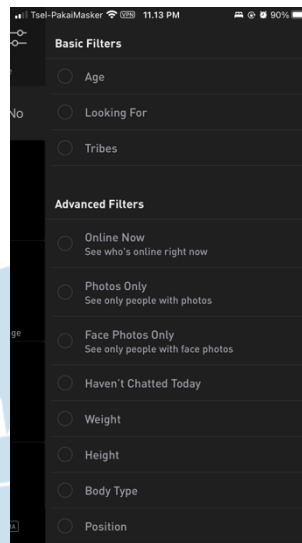 Tsel-PakaiMasker VPN 11.13 PM 90%
Basic Filters
Age
No
Looking For
Tribes
Advanced Filters
Online Now
See who's online right now
Photos Only
See only people with photos
ge
Face Photos Only
See only people with face photos
Haven't Chatted Today
Weight
Height
Body Type
Position